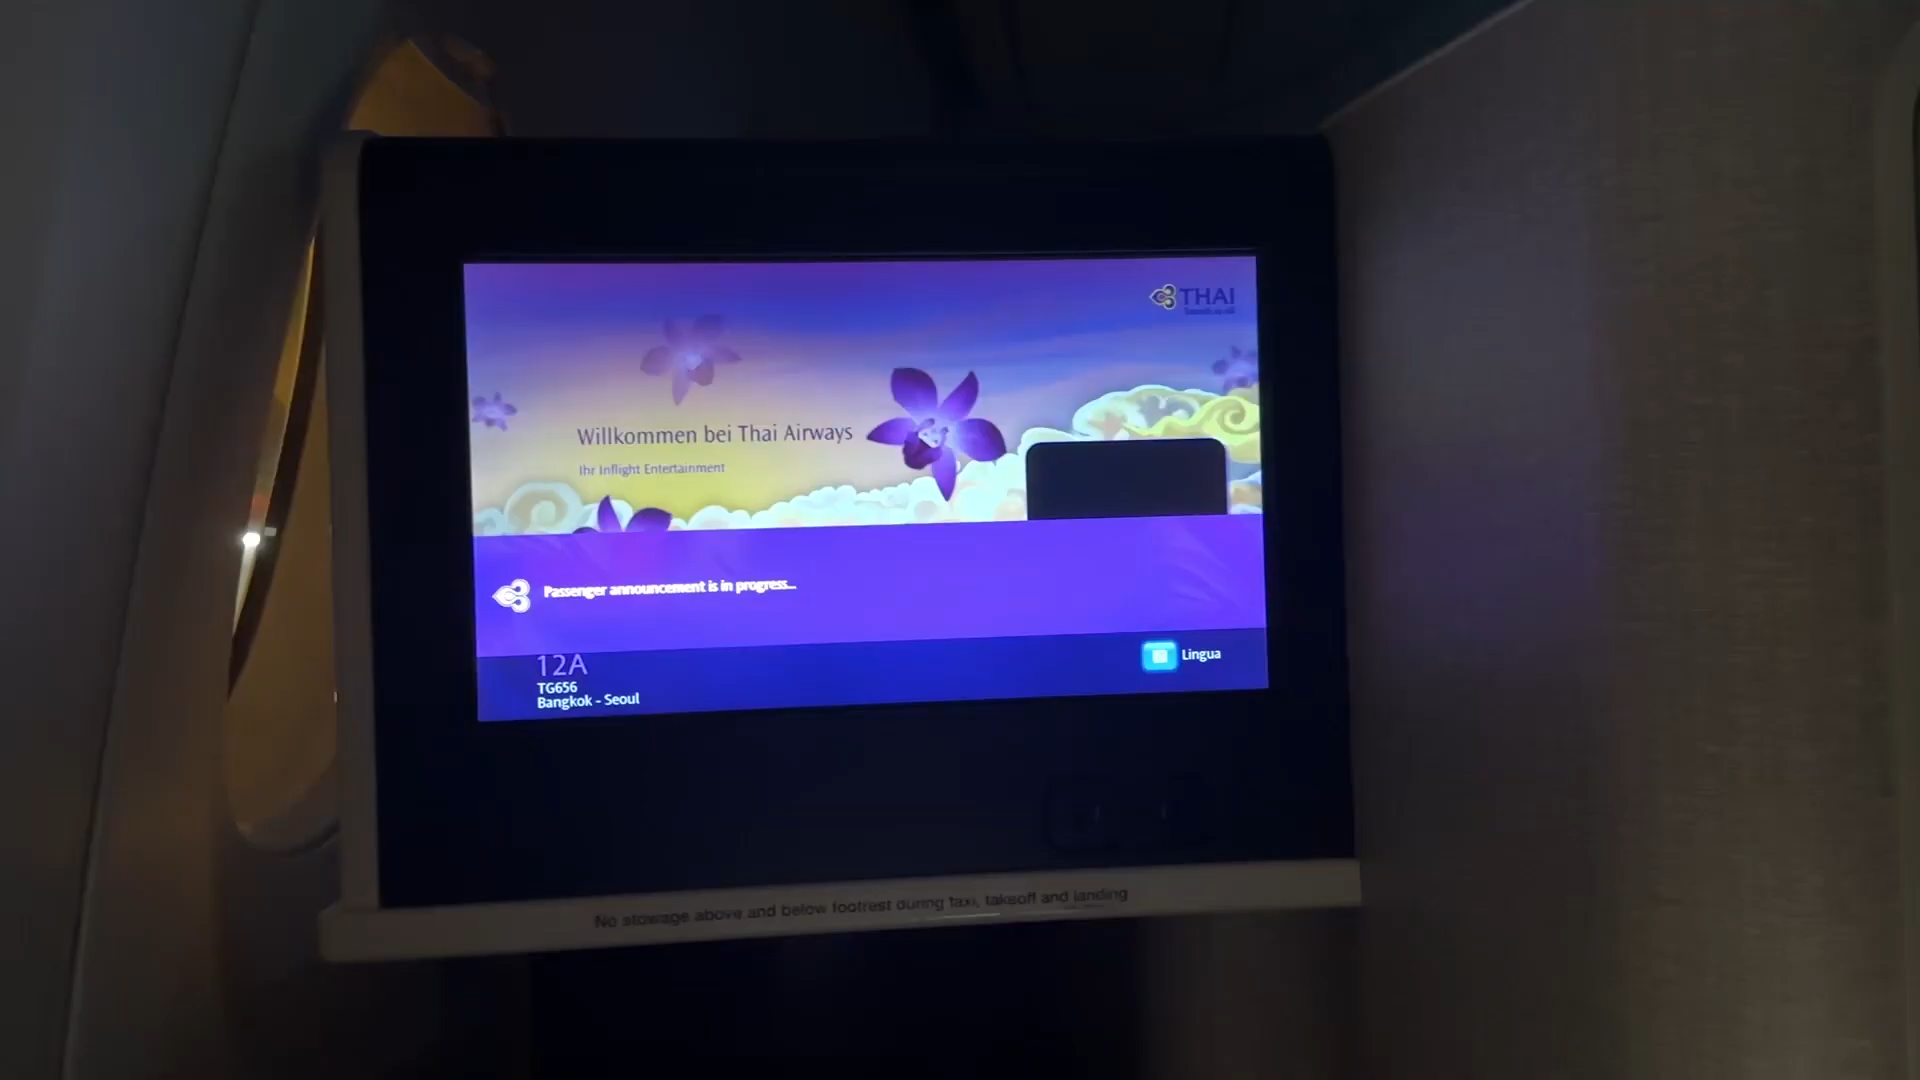 THAI
Willkommen bei Thai Airways
Ihr Inflight Entertainment
Passenger announcement is in progress...
12A
TG656
Bangkok - Seoul
Lingua
No stowage above and below footrest during taxi, takeoff and landing